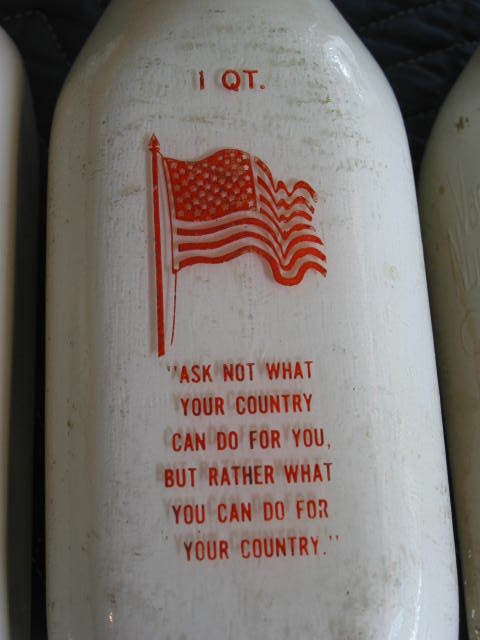 1 QT.
"ASK NOT WHAT
YOUR COUNTRY
CAN DO FOR YOU,
BUT RATHER WHAT
YOU CAN DO FOR
YOUR COUNTRY."